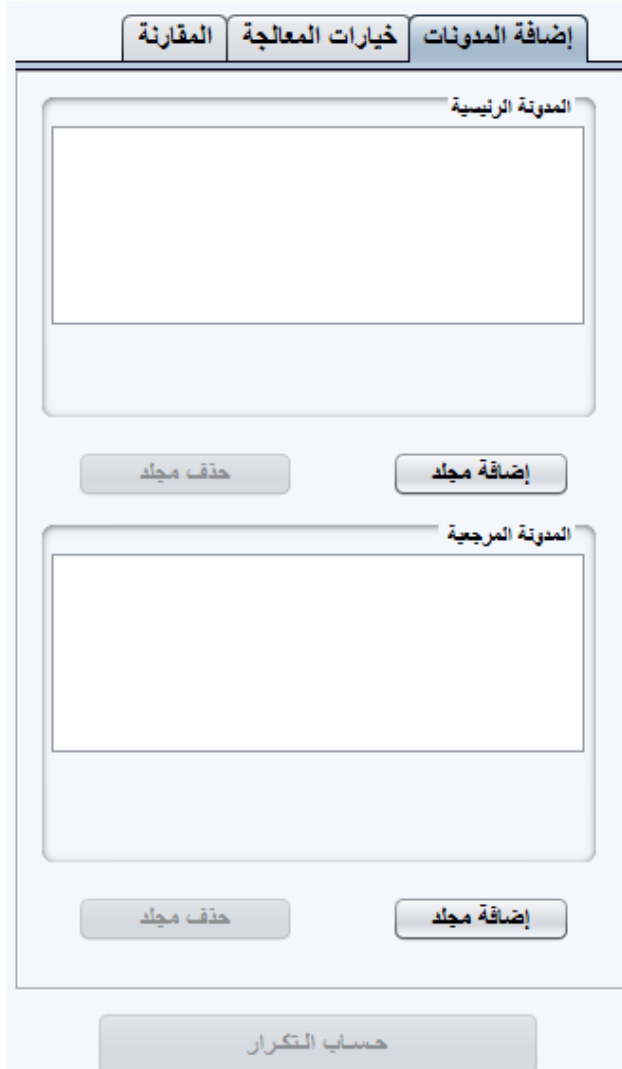 إضافة المدونات خيارات المعالجة المقارنة
المدونة الرئيسية
إضافة مجلد حذف مجلد
المدونة المرجعية
إضافة مجلد حذف مجلد
حساب التكرار